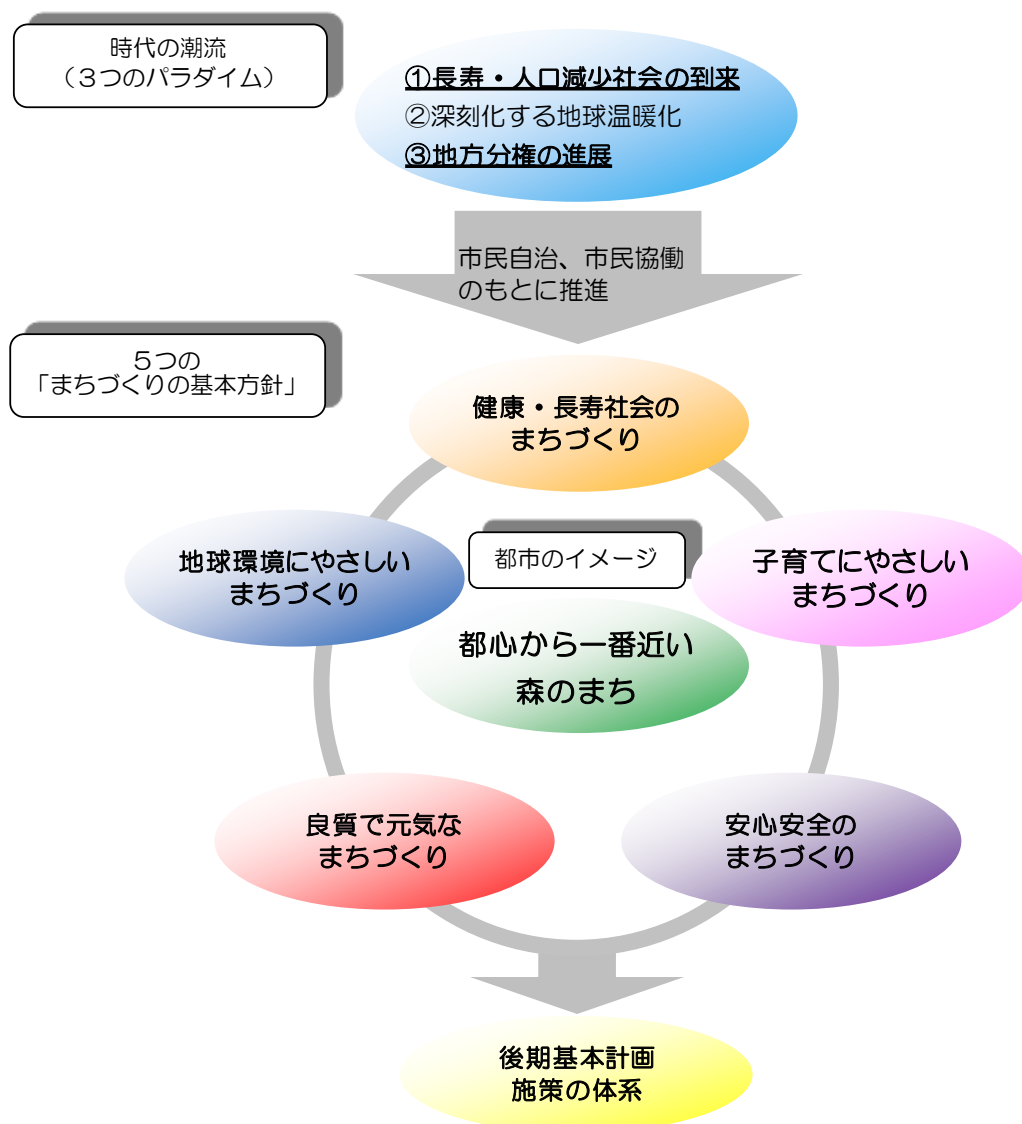 時代の潮流
（３つのパラダイム）
①長寿・人口減少社会の到来
②深刻化する地球温暖化
③地方分権の進展
市民自治、市民協働
のもとに推進
５つの
「まちづくりの基本方針」
健康・長寿社会の
まちづくり
地球環境にやさしい
まちづくり
都市のイメージ
子育てにやさしい
まちづくり
都心から一番近い
森のまち
良質で元気な
まちづくり
安心安全の
まちづくり
後期基本計画
施策の体系